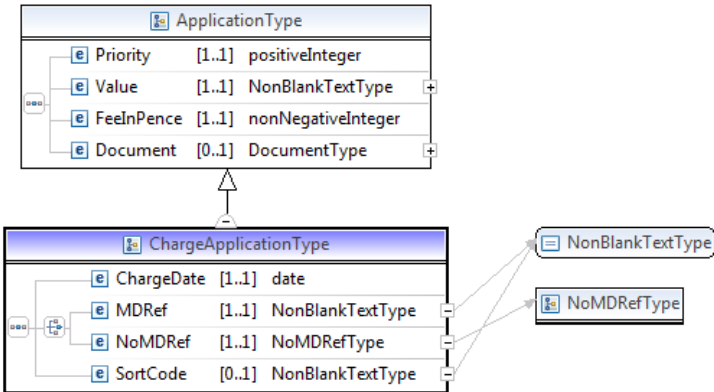 ApplicationType
Priority [1..1] positiveInteger
Value [1..1] NonBlankTextType
FeeInPence [1..1] nonNegativeInteger
Document [0..1] DocumentType
ChargeApplicationType
NonBlankTextType
ChargeDate [1..1] date
MDRef [1..1] NonBlankTextType
NoMDRefType
NoMDRef [1..1] NoMDRefType
SortCode [0..1] NonBlankTextType